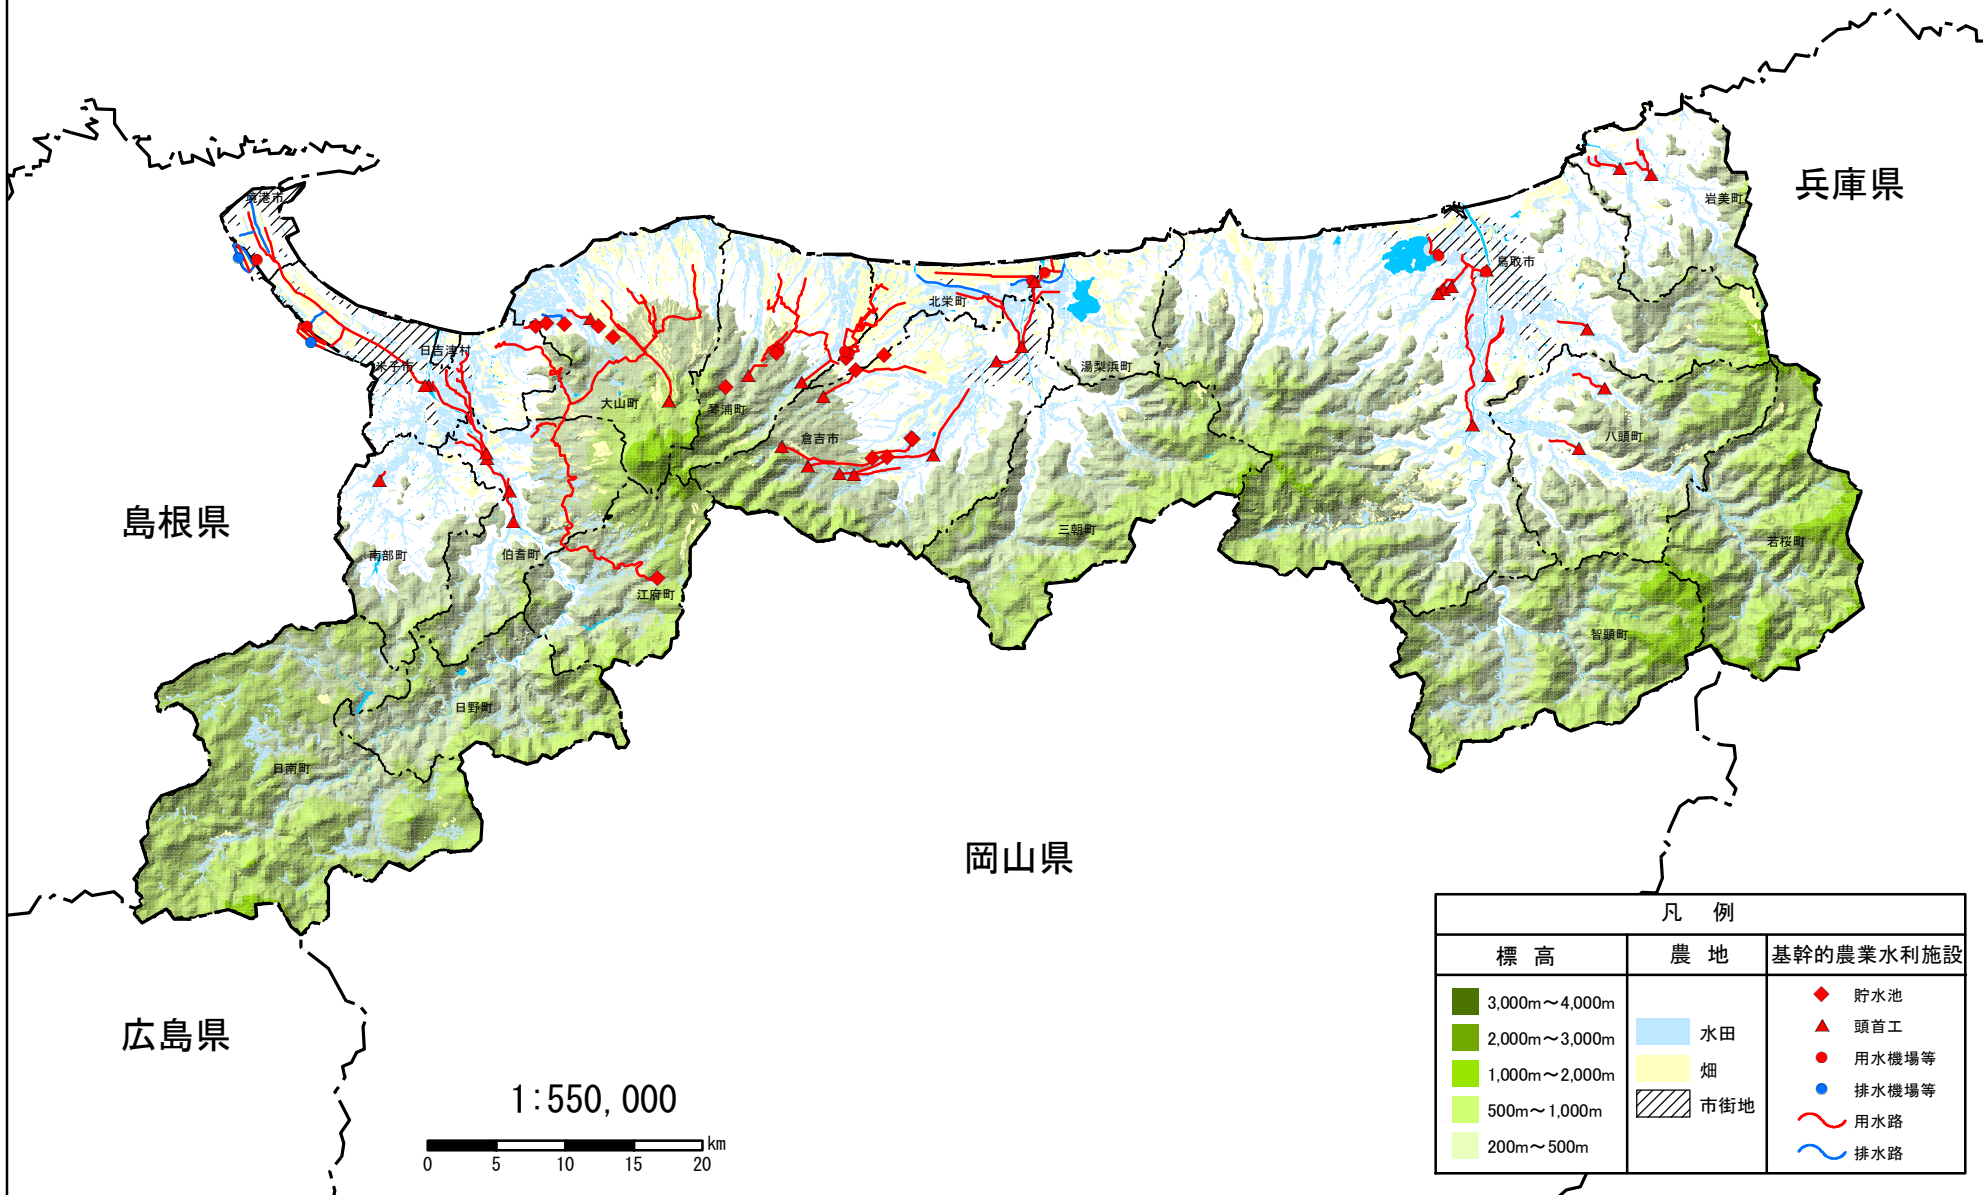 兵庫県
境港市
岩美町
鳥取市
北栄町
日吉津村
米子市
湯梨浜町
大山町
琴浦町
倉吉市
八頭町
島根県
三朝町
若桜町
南部町
伯耆町
江府町
智頭町
日野町
日南町
岡山県
広島県
1:550,000
km
0 5 10 15 20
凡 例
標 高
農 地
基幹的農業水利施設
3,000m～4,000m
2,000m～3,000m
1,000m～2,000m
500m～1,000m
200m～500m
水田
畑
市街地
貯水池
頭首工
用水機場等
排水機場等
用水路
排水路